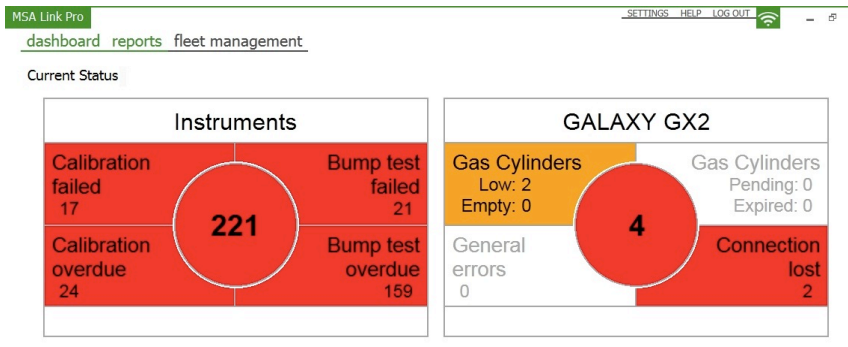 MSA Link Pro
SETTINGS HELP LOG OUT
dashboard reports fleet management
Current Status
Instruments
Calibration
failed
17
Bump test
failed
21
221
Calibration
overdue
24
Bump test
overdue
159
GALAXY GX2
Gas Cylinders
Low: 2
Empty: 0
Gas Cylinders
Pending: 0
Expired: 0
4
General
errors
0
Connection
lost
2